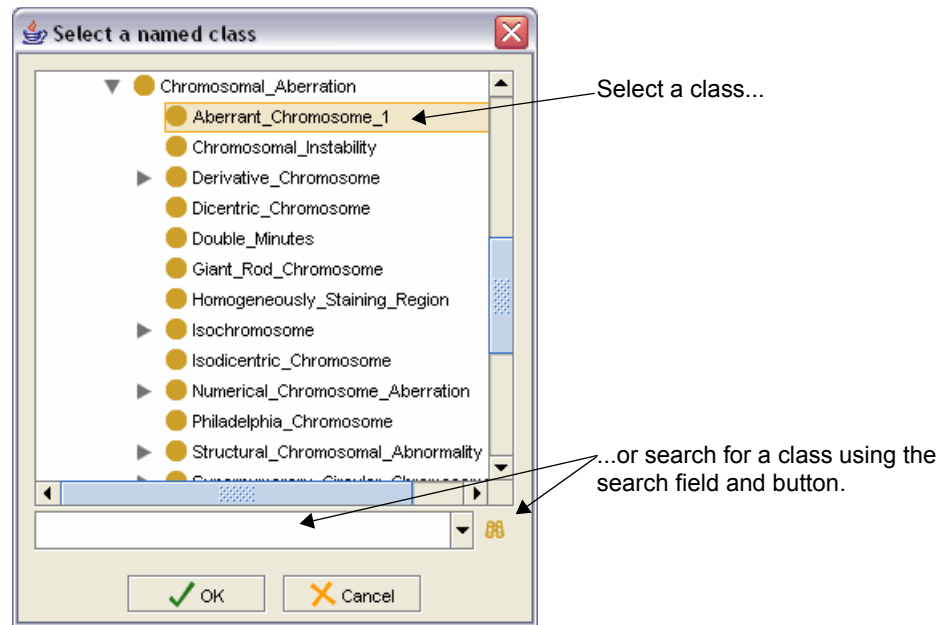 Select a named class
Chromosomal_Aberration
Aberrant_Chromosome_1
Chromosomal_Instability
Derivative_Chromosome
Dicentric_Chromosome
Double_Minutes
Giant_Rod_Chromosome
Homogeneously_Staining_Region
Isochromosome
Isodicentric_Chromosome
Numerical_Chromosome_Aberration
Philadelphia_Chromosome
Structural_Chromosomal_Abnormality
Select a class...
...or search for a class using the
search field and button.
OK
Cancel